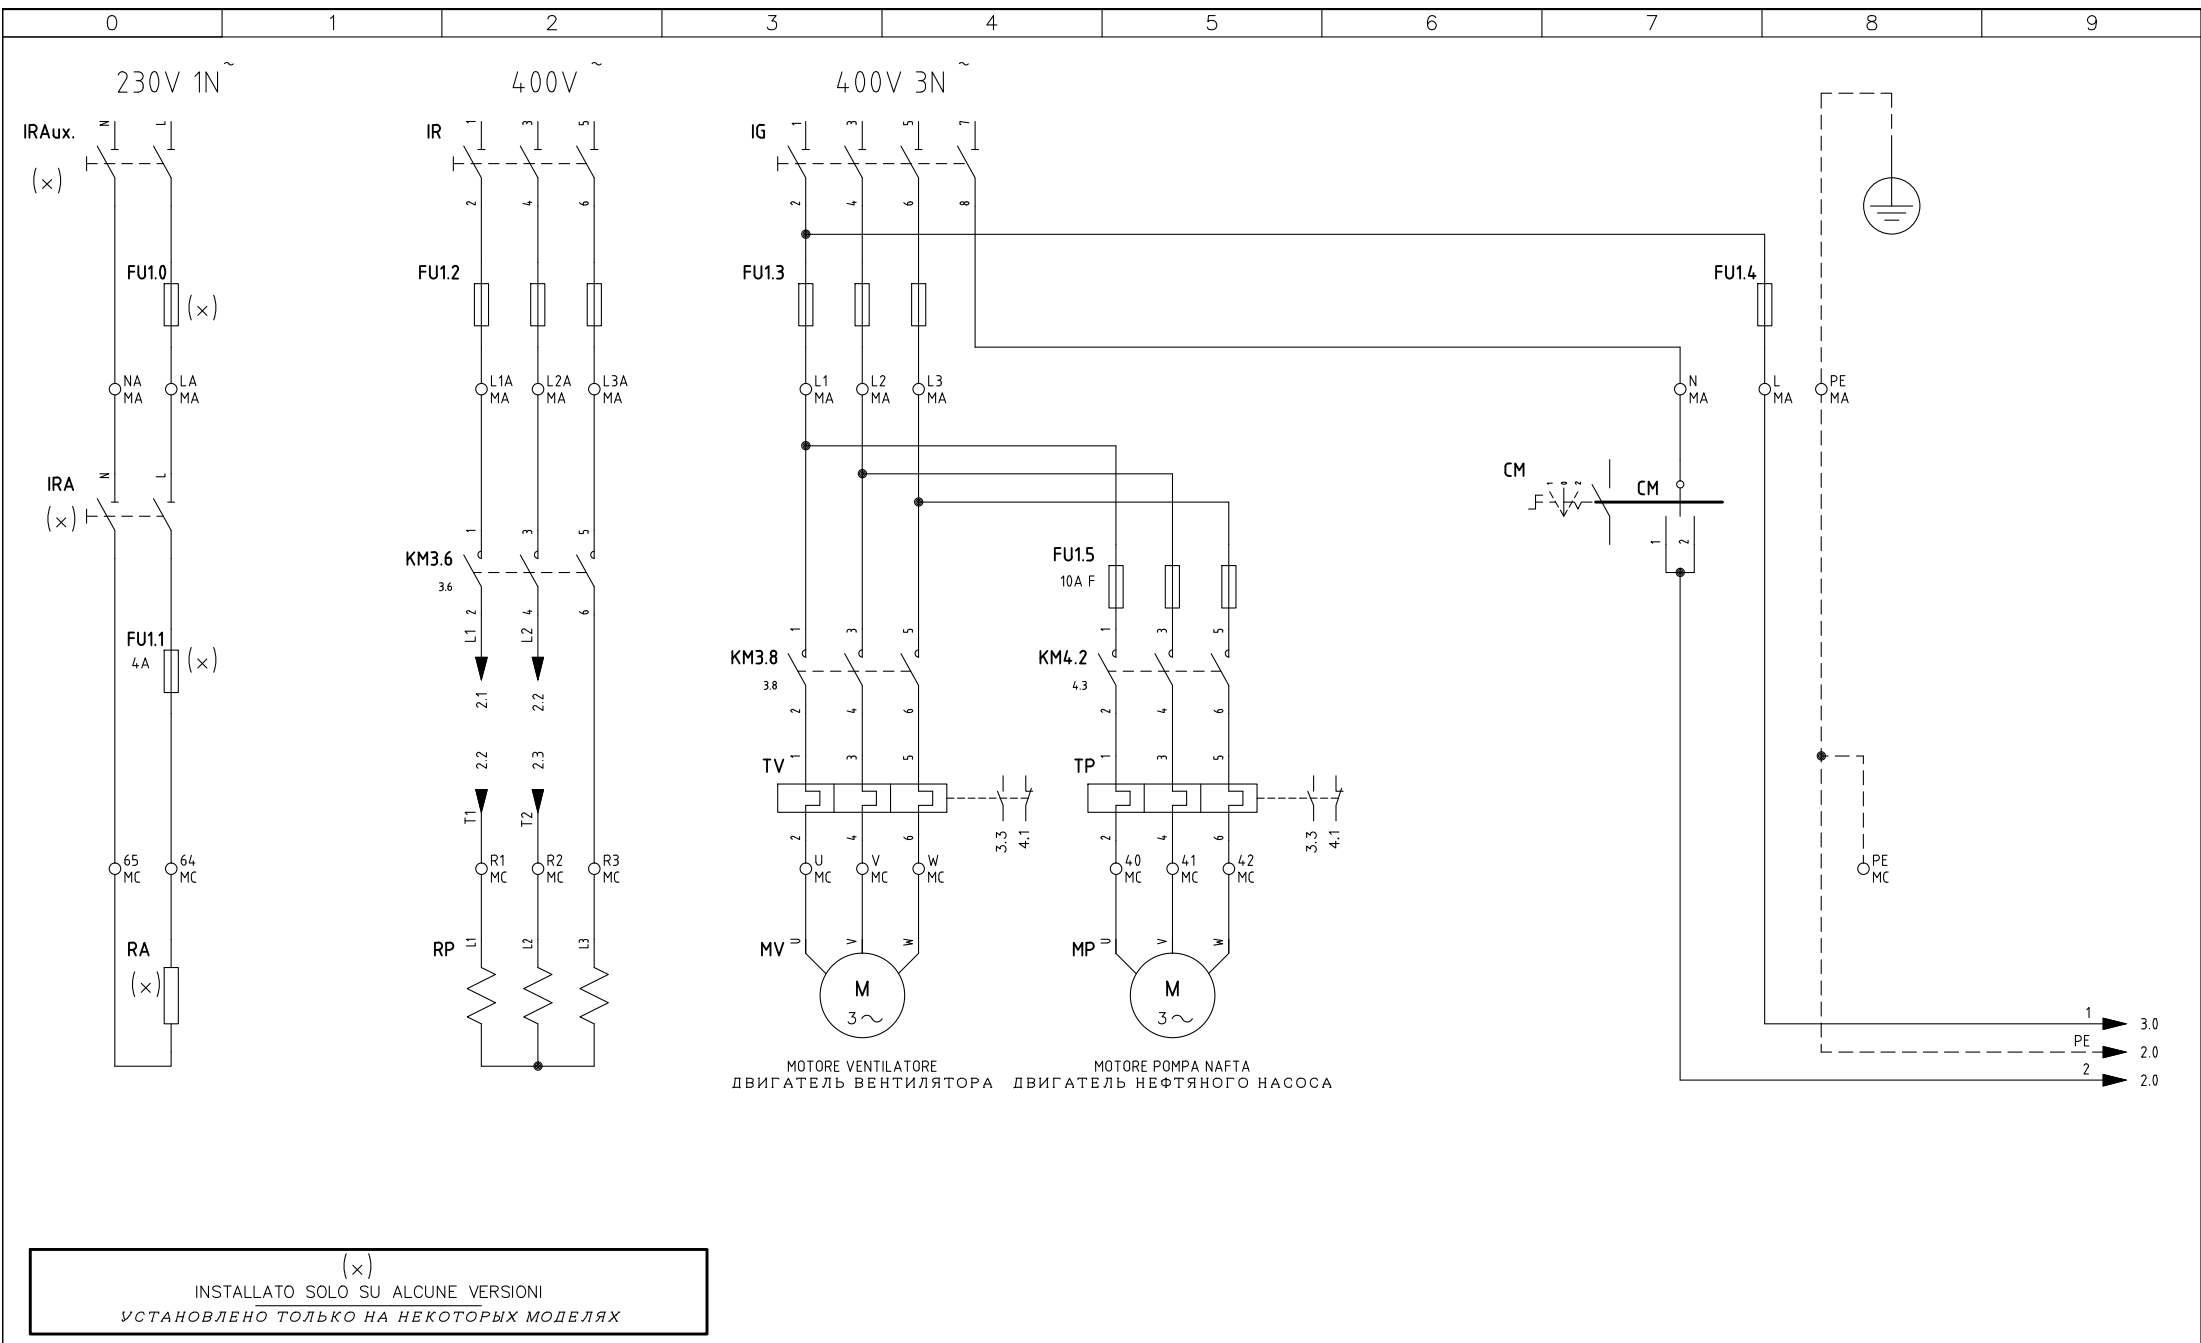 0 1 2 3 4 5 6 7 8 9
230V 1N ~
400V ~
400V 3N ~
IRAux.
N L
(x)
IR
1 3 5
2 4 6
IG
1 3 5 7
2 4 6 8
FU1.0
(x)
FU1.2
FU1.3
FU1.4
NA MA
LA MA
L1A MA
L2A MA
L3A MA
L1 MA
L2 MA
L3 MA
N MA
L MA
PE MA
IRA
N L
(x)
CM
1 0 2
CM
1 2
KM3.6
3.6
1 3 5
2 4 6
L1 L2
2.1 2.2
2.2 2.3
T1 T2
FU1.1
4A
(x)
FU1.5
10A F
KM3.8
3.8
1 3 5
2 4 6
KM4.2
4.3
1 3 5
2 4 6
TV
1 3 5
2 4 6
3.3 4.1
TP
1 3 5
2 4 6
3.3 4.1
65 MC
64 MC
R1 MC
R2 MC
R3 MC
U MC
V MC
W MC
40 MC
41 MC
42 MC
PE MC
RA
(x)
RP
L1 L2 L3
MV
U V W
M
3~
MP
U V W
M
3~
1 3.0
PE 2.0
2 2.0
MOTORE VENTILATORE
ДВИГАТЕЛЬ ВЕНТИЛЯТОРА
MOTORE POMPA NAFTA
ДВИГАТЕЛЬ НЕФТЯНОГО НАСОСА
(x)
INSTALLATO SOLO SU ALCUNE VERSIONI
УСТАНОВЛЕНО ТОЛЬКО НА НЕКОТОРЫХ МОДЕЛЯХ